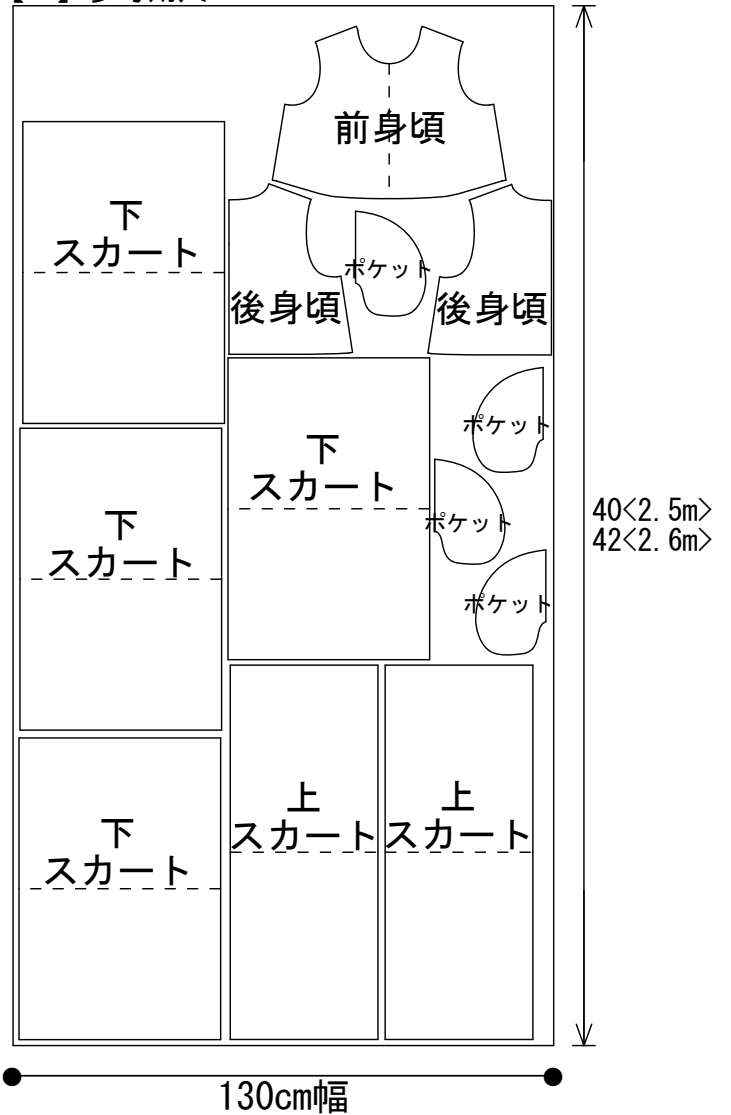 前身頃
下
スカート
ポケット
後身頃
後身頃
下
スカート
ポケット
下
スカート
ポケット
40<2.5m>
42<2.6m>
ポケット
上
スカート
上
スカート
下
スカート
130cm幅